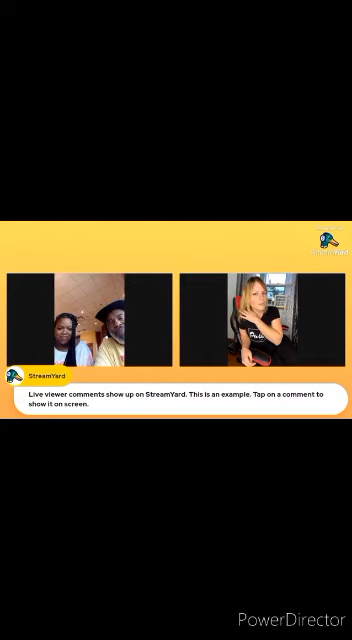 StreamYard
StreamYard
Live viewer comments show up on StreamYard. This is an example. Tap on a comment to
show it on screen.
PowerDirector